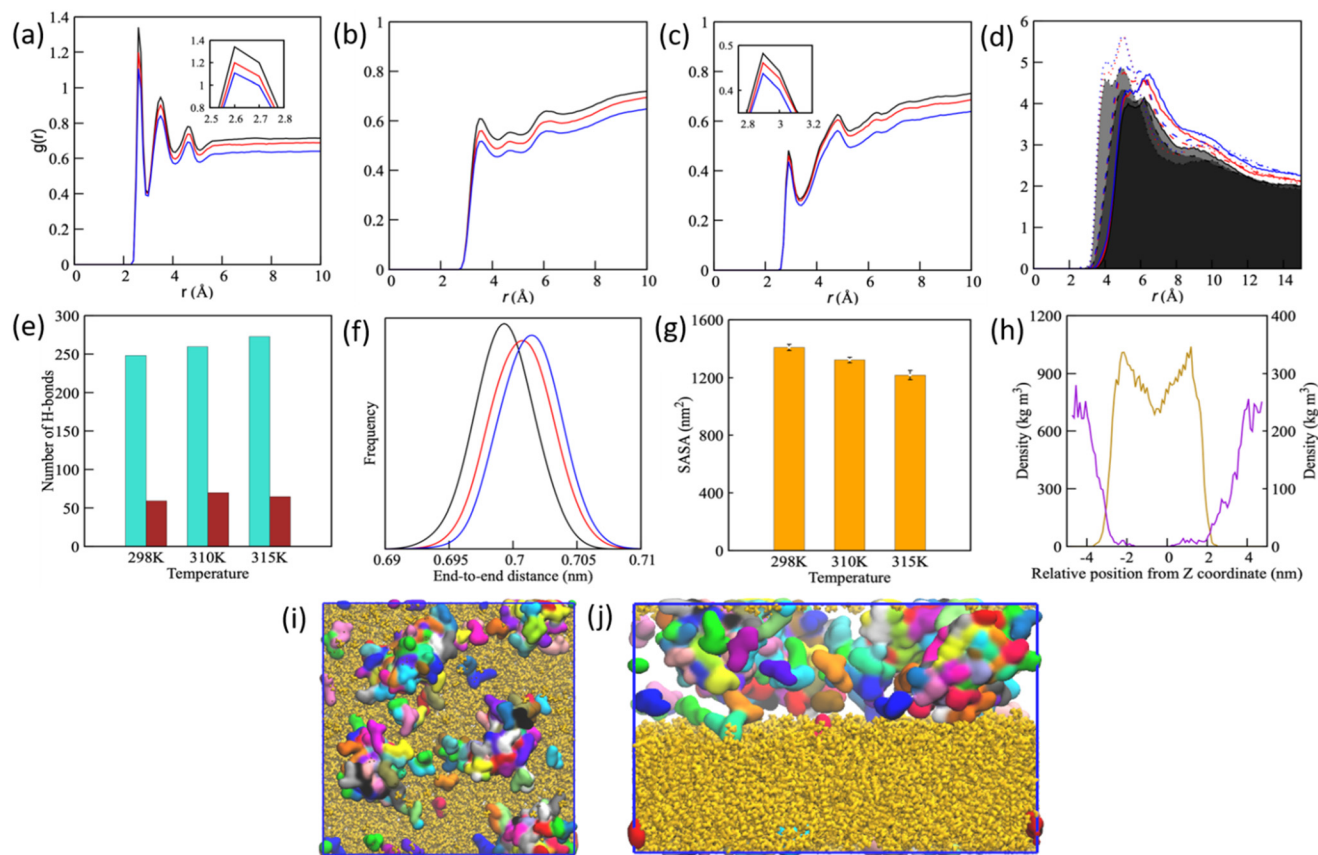 (a)
1.4
1.2
1
0.8
0.6
0.4
0.2
0
g(r)
0 2 4 6 8 10
r (Å)
1.4
1.3
1.2
1.1
1
0.9
0.8
2.5 2.6 2.7 2.8
(b)
1
0.8
0.6
0.4
0.2
0
0 2 4 6 8 10
r (Å)
(c)
1
0.8
0.6
0.4
0.2
0
0 2 4 6 8 10
r (Å)
0.5
0.4
2.8 3 3.2
(d)
6
5
4
3
2
1
0
0 2 4 6 8 10 12 14
r (Å)
(e)
300
250
200
150
100
50
0
Number of H-bonds
298K 310K 315K
Temperature
(f)
Frequency
0.69 0.695 0.7 0.705 0.71
End-to-end distance (nm)
(g)
1600
1200
800
400
0
SASA (nm²)
298K 310K 315K
Temperature
(h)
1200
900
600
300
0
Density (kg m³)
400
300
200
100
0
Density (kg m³)
-4 -2 0 2 4
Relative position from Z coordinate (nm)
(i)
(j)